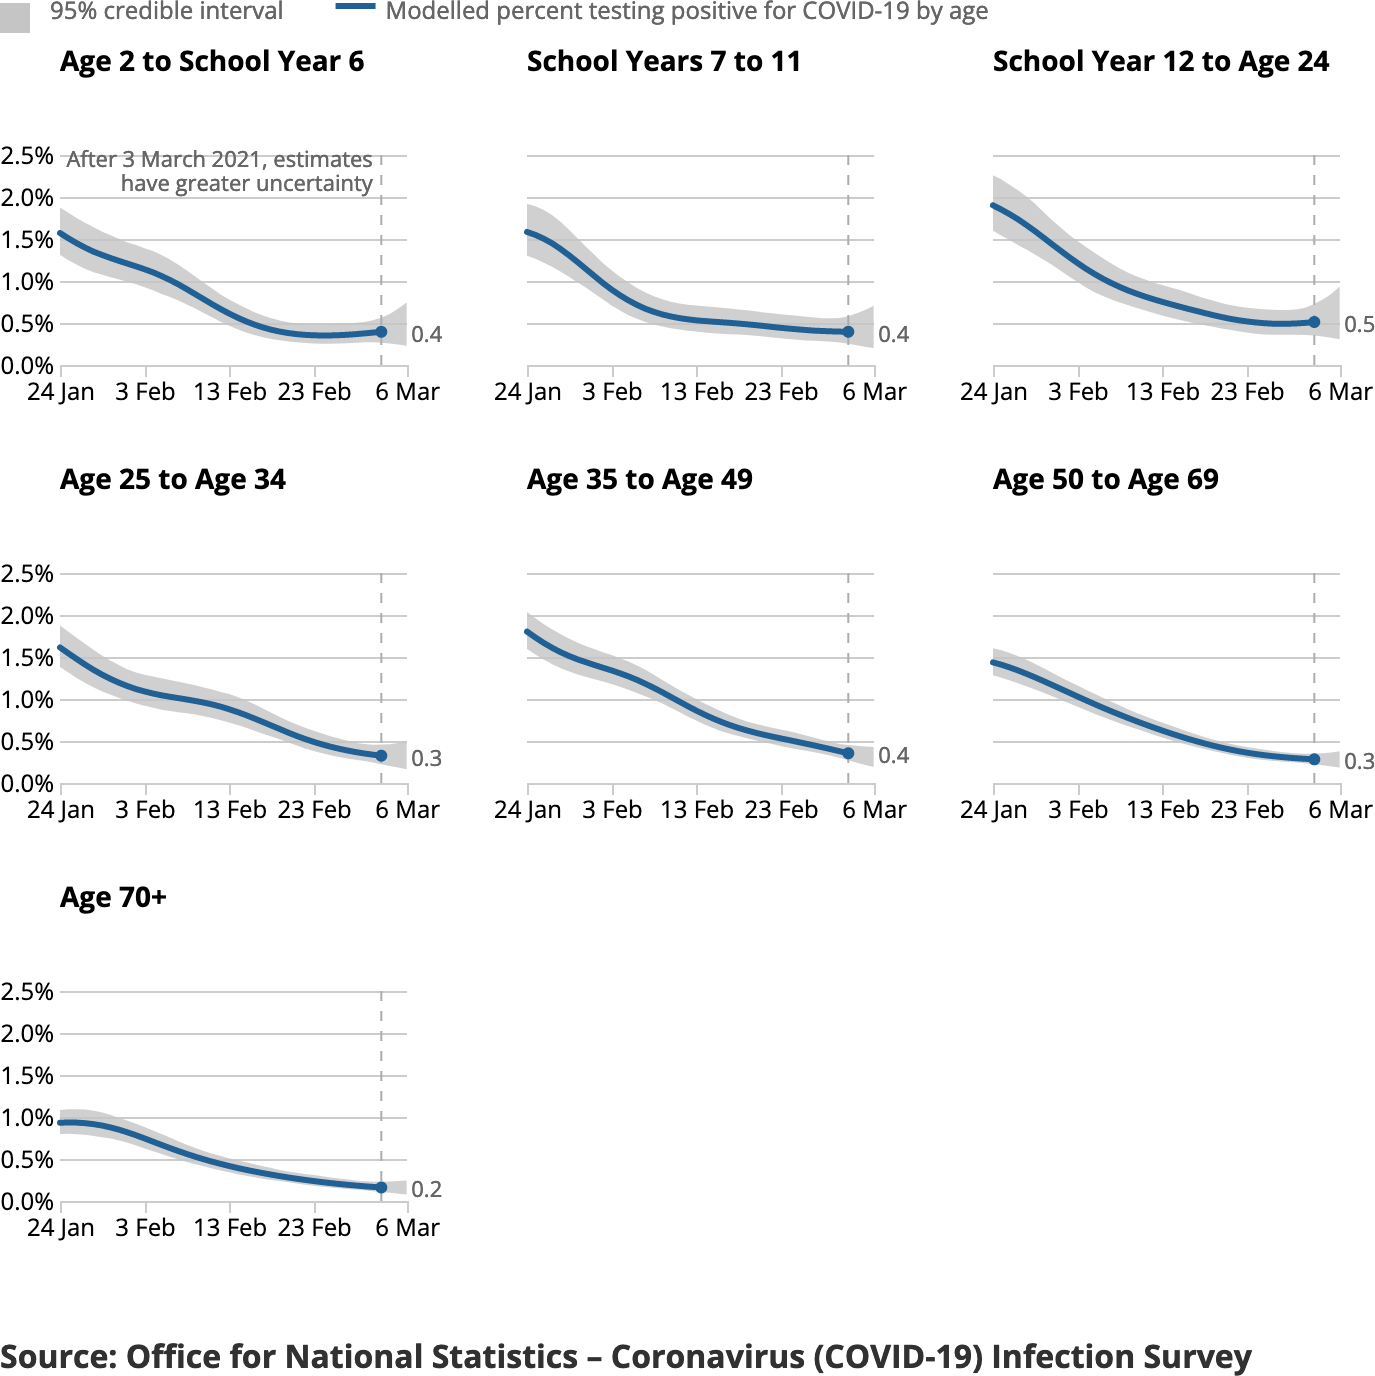 95% credible interval
Modelled percent testing positive for COVID-19 by age
Age 2 to School Year 6
School Years 7 to 11
School Year 12 to Age 24
After 3 March 2021, estimates
have greater uncertainty
2.5%
2.0%
1.5%
1.0%
0.5%
0.0%
0.4
0.4
0.5
24 Jan 3 Feb 13 Feb 23 Feb 6 Mar
24 Jan 3 Feb 13 Feb 23 Feb 6 Mar
24 Jan 3 Feb 13 Feb 23 Feb 6 Mar
Age 25 to Age 34
Age 35 to Age 49
Age 50 to Age 69
2.5%
2.0%
1.5%
1.0%
0.5%
0.0%
0.3
0.4
0.3
24 Jan 3 Feb 13 Feb 23 Feb 6 Mar
24 Jan 3 Feb 13 Feb 23 Feb 6 Mar
24 Jan 3 Feb 13 Feb 23 Feb 6 Mar
Age 70+
2.5%
2.0%
1.5%
1.0%
0.5%
0.0%
0.2
24 Jan 3 Feb 13 Feb 23 Feb 6 Mar
Source: Office for National Statistics – Coronavirus (COVID-19) Infection Survey